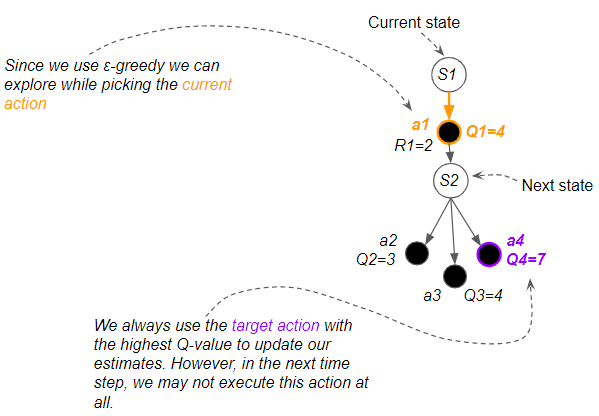 Current state
Since we use ε-greedy we can
explore while picking the current
action
S1
a1
Q1=4
R1=2
S2
Next state
a2
Q2=3
a4
Q4=7
a3
Q3=4
We always use the target action with
the highest Q-value to update our
estimates. However, in the next time
step, we may not execute this action at
all.